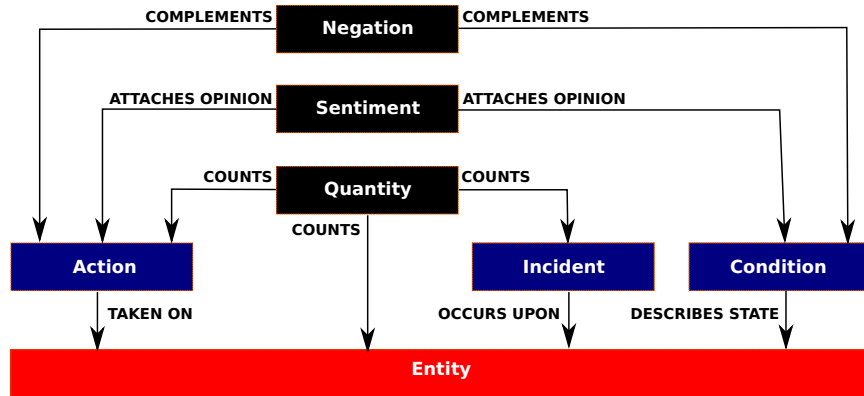 COMPLEMENTS Negation COMPLEMENTS
ATTACHES OPINION Sentiment ATTACHES OPINION
COUNTS Quantity COUNTS
COUNTS
Action Incident Condition
TAKEN ON OCCURS UPON DESCRIBES STATE
Entity